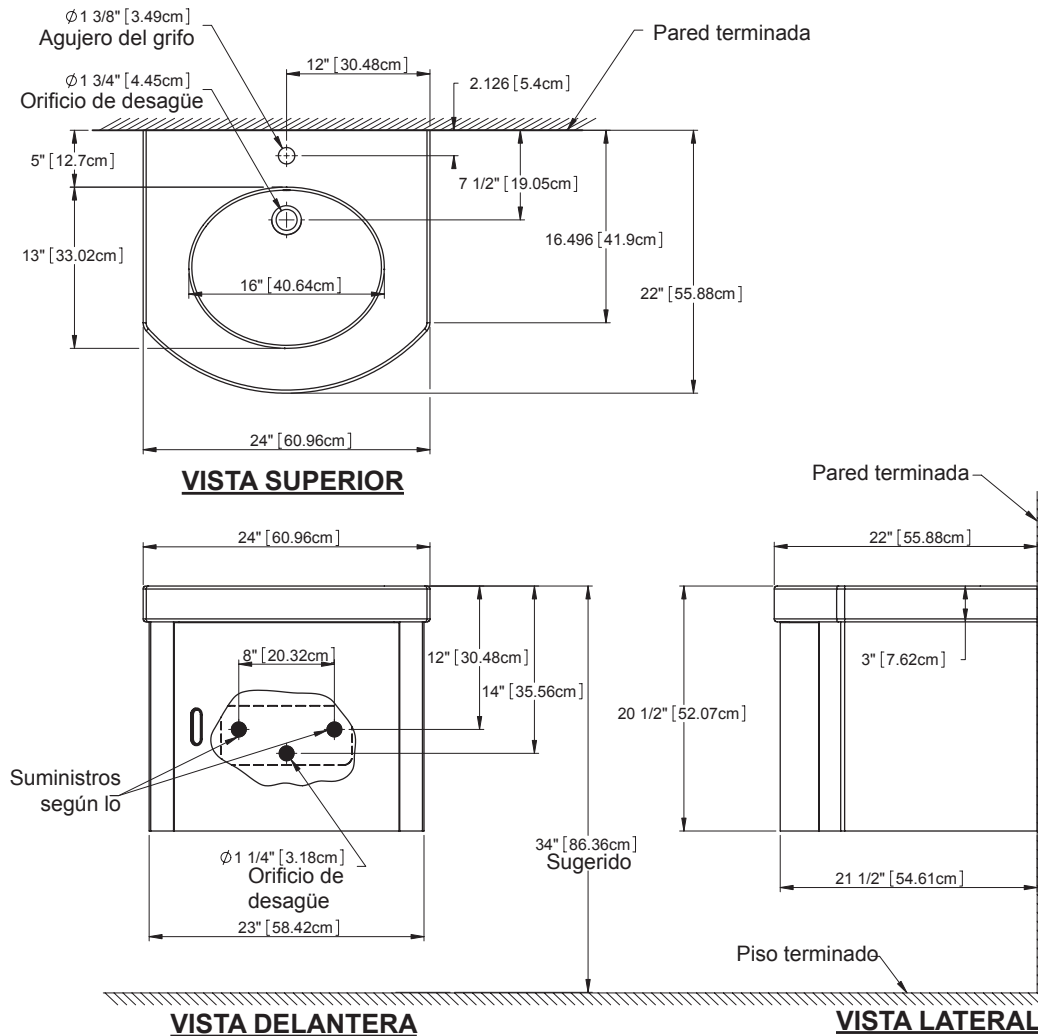 ⌀1 3/8" [3.49cm]
Agujero del grifo
Pared terminada
12" [30.48cm]
⌀1 3/4" [4.45cm]
Orificio de desagüe
2.126 [5.4cm]
5" [12.7cm]
7 1/2" [19.05cm]
16.496 [41.9cm]
13" [33.02cm]
16" [40.64cm]
22" [55.88cm]
24" [60.96cm]
VISTA SUPERIOR
Pared terminada
24" [60.96cm]
22" [55.88cm]
8" [20.32cm]
12" [30.48cm]
14" [35.56cm]
3" [7.62cm]
20 1/2" [52.07cm]
Suministros
según lo
34" [86.36cm]
Sugerido
⌀1 1/4" [3.18cm]
Orificio de
desagüe
21 1/2" [54.61cm]
23" [58.42cm]
Piso terminado
VISTA DELANTERA
VISTA LATERAL